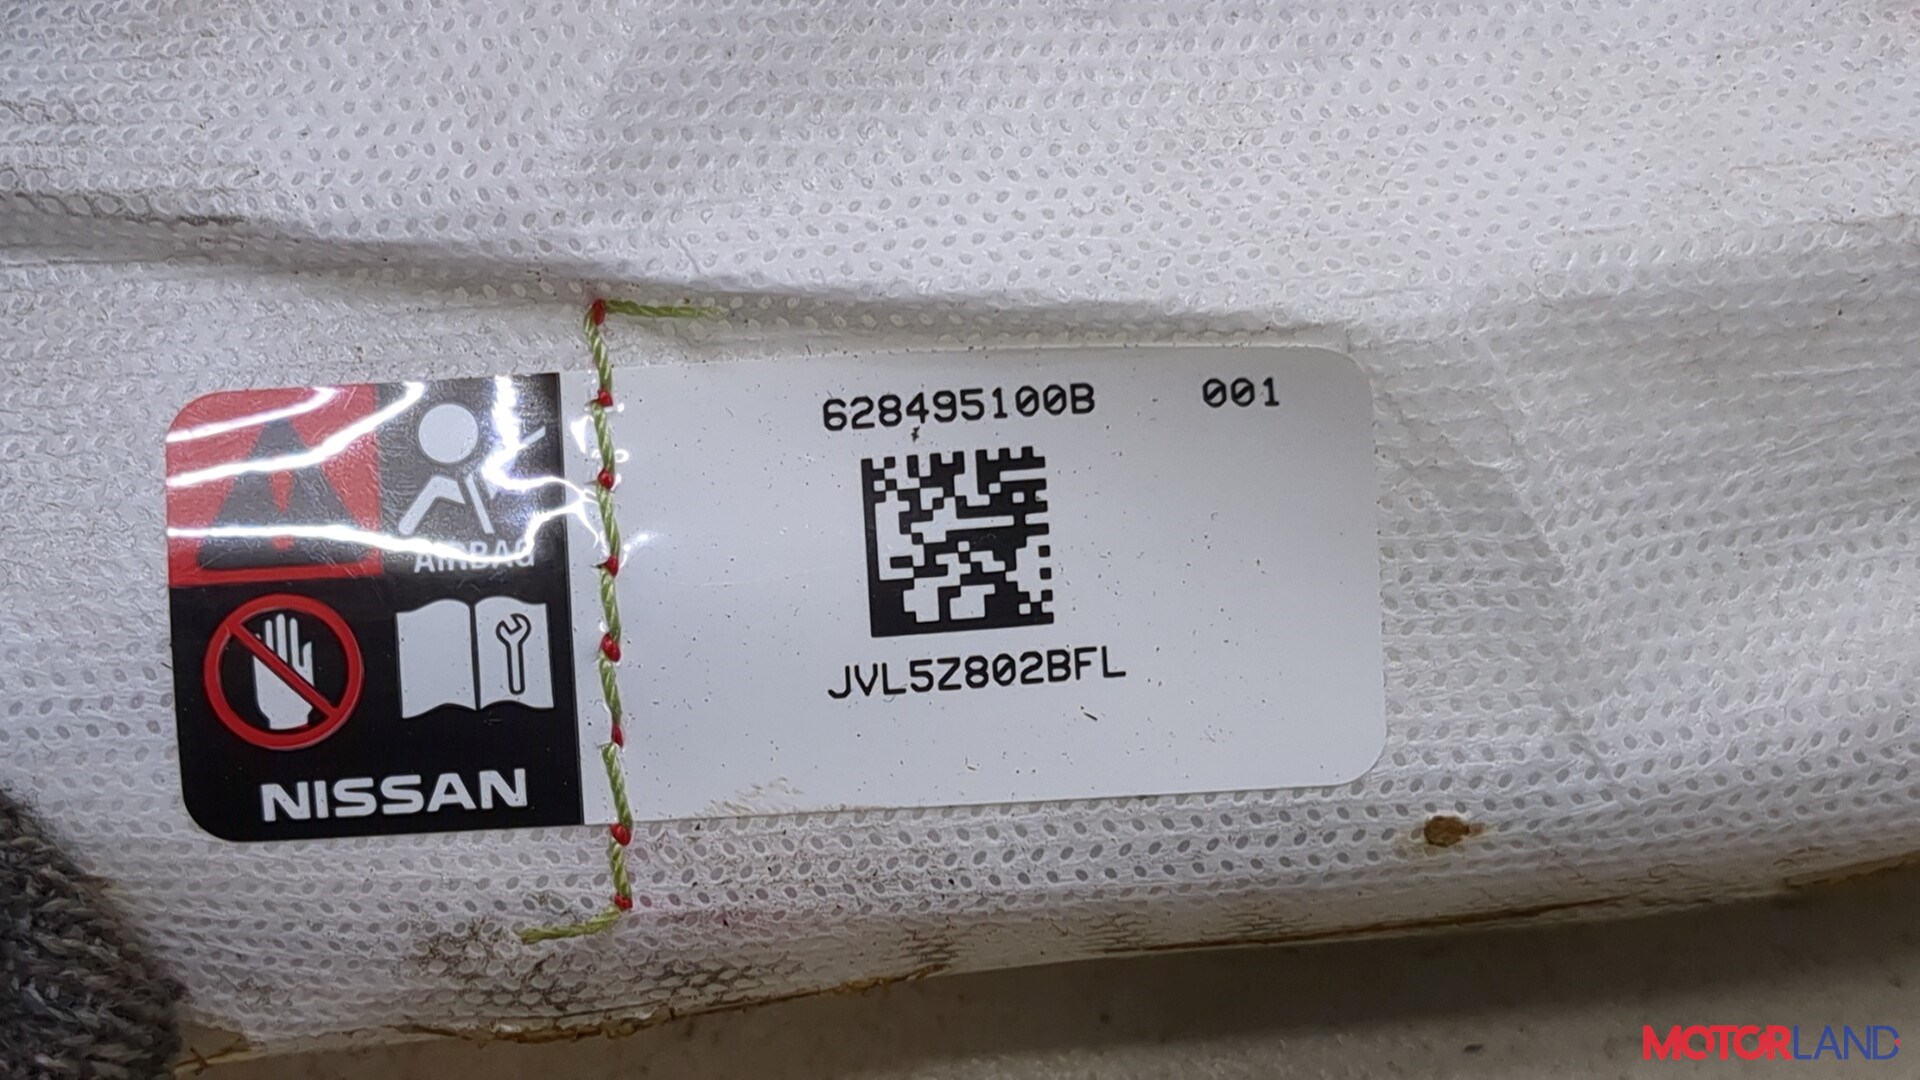 628495100B 001
AIRBAG
JVL5Z802BFL
NISSAN
MOTORLAND